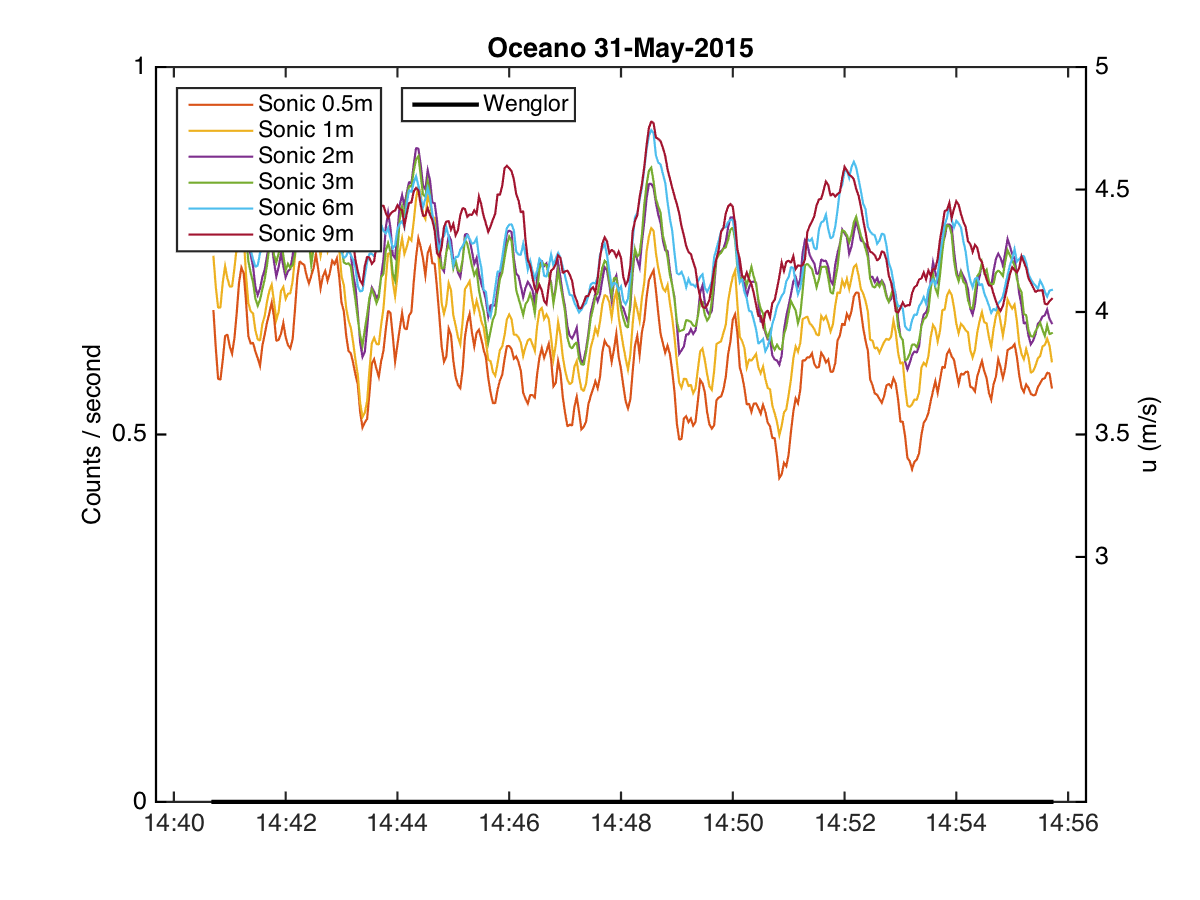 Oceano 31-May-2015
1
0.5
0
Counts / second
Sonic 0.5m
Sonic 1m
Sonic 2m
Sonic 3m
Sonic 6m
Sonic 9m
Wenglor
5
4.5
4
3.5
3
u (m/s)
14:40 14:42 14:44 14:46 14:48 14:50 14:52 14:54 14:56